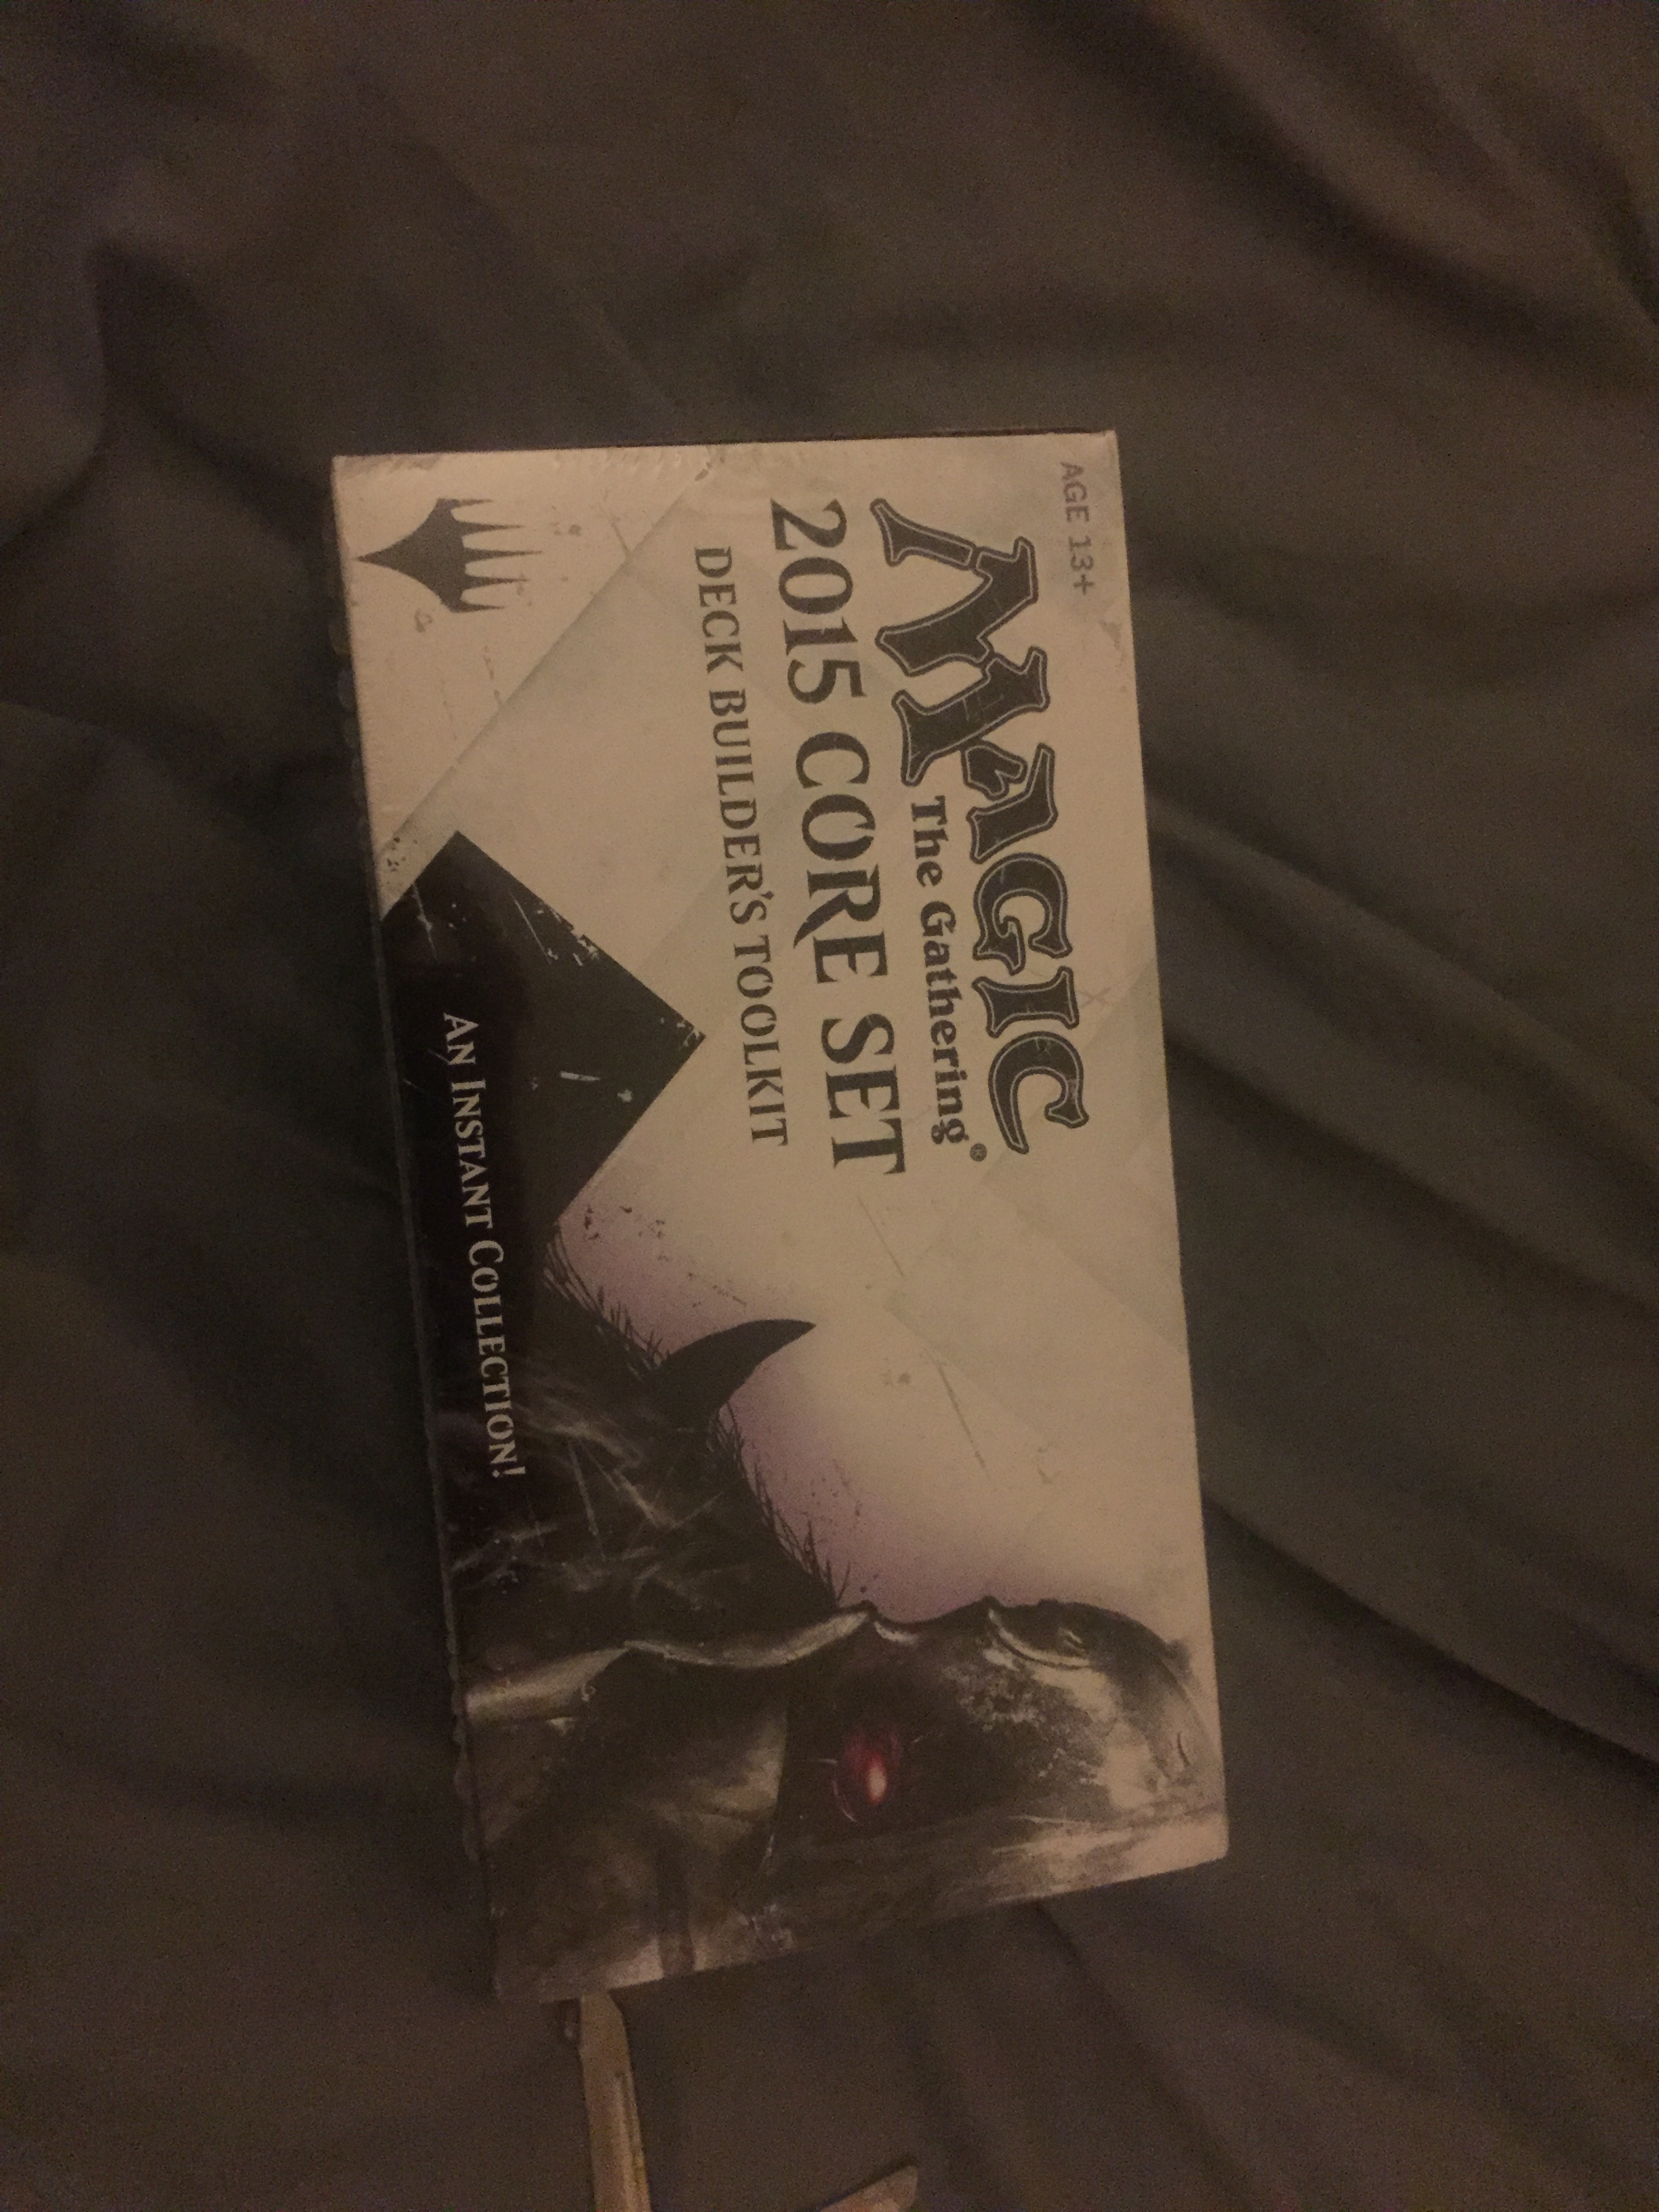 AGE 13+
MAGIC
The Gathering®
2015 CORE SET
DECK BUILDER'S TOOLKIT
AN INSTANT COLLECTION!